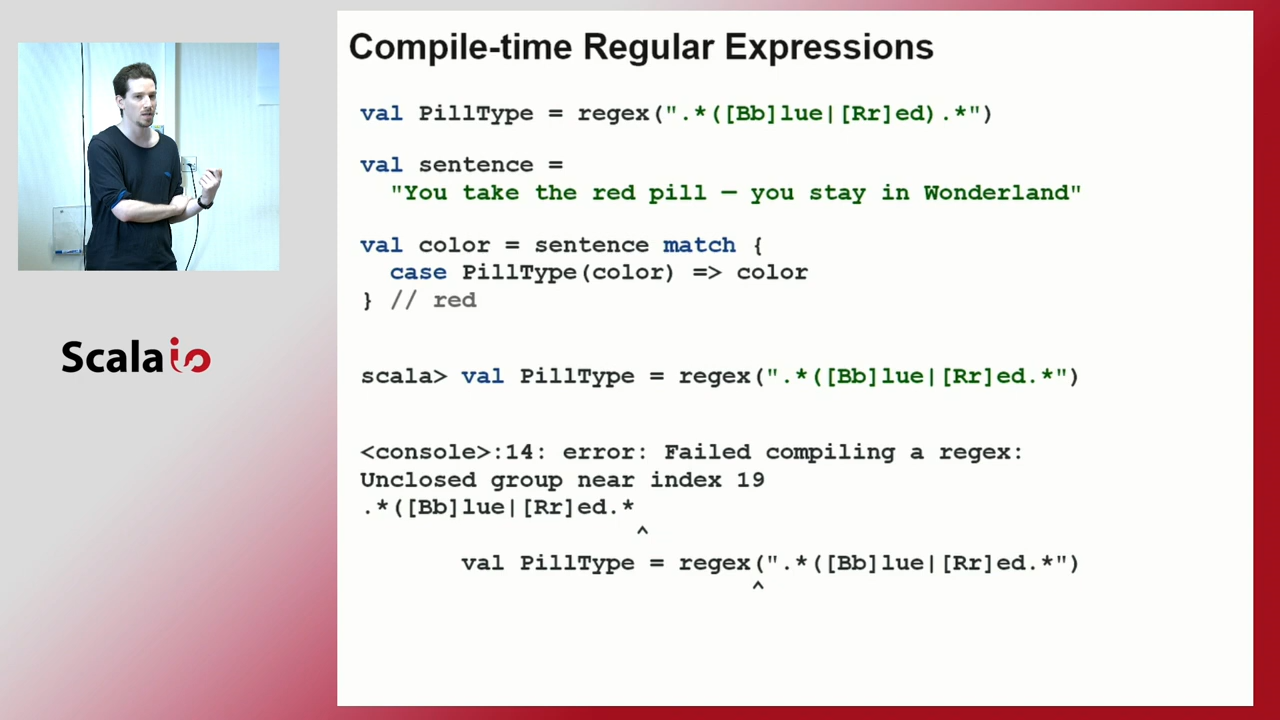 Compile-time Regular Expressions
val PillType = regex(".*([Bb]lue|[Rr]ed).*")
val sentence =
"You take the red pill — you stay in Wonderland"
val color = sentence match {
case PillType(color) => color
} // red
Scalaio
scala> val PillType = regex(".*([Bb]lue|[Rr]ed.*")
<console>:14: error: Failed compiling a regex:
Unclosed group near index 19
.*([Bb]lue|[Rr]ed.*
^
val PillType = regex(".*([Bb]lue|[Rr]ed.*")
^